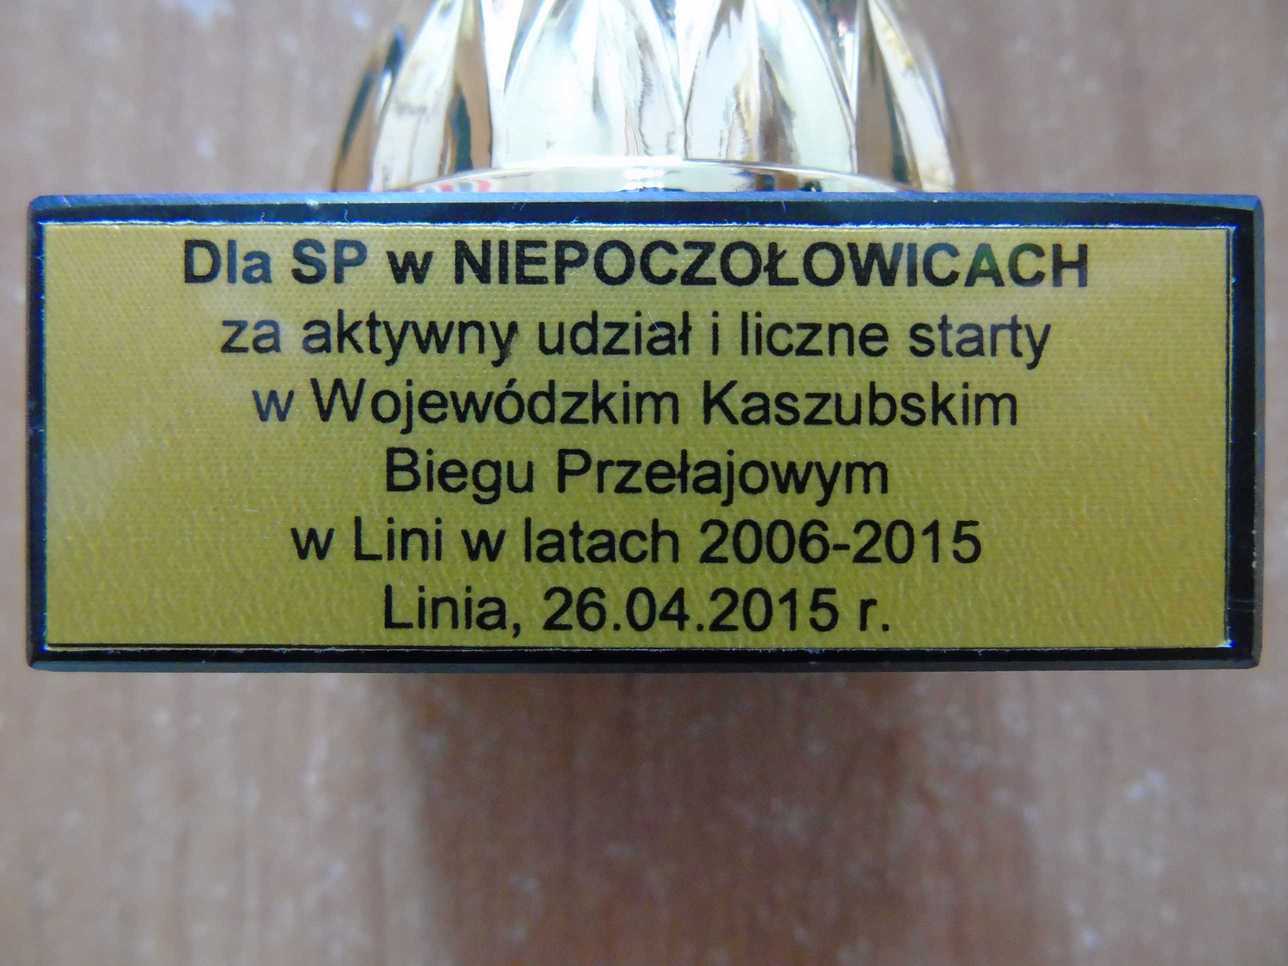 Dla SP w NIEPOCZOŁOWICACH
za aktywny udział i liczne starty
w Wojewódzkim Kaszubskim
Biegu Przełajowym
w Lini w latach 2006-2015
Linia, 26.04.2015 r.